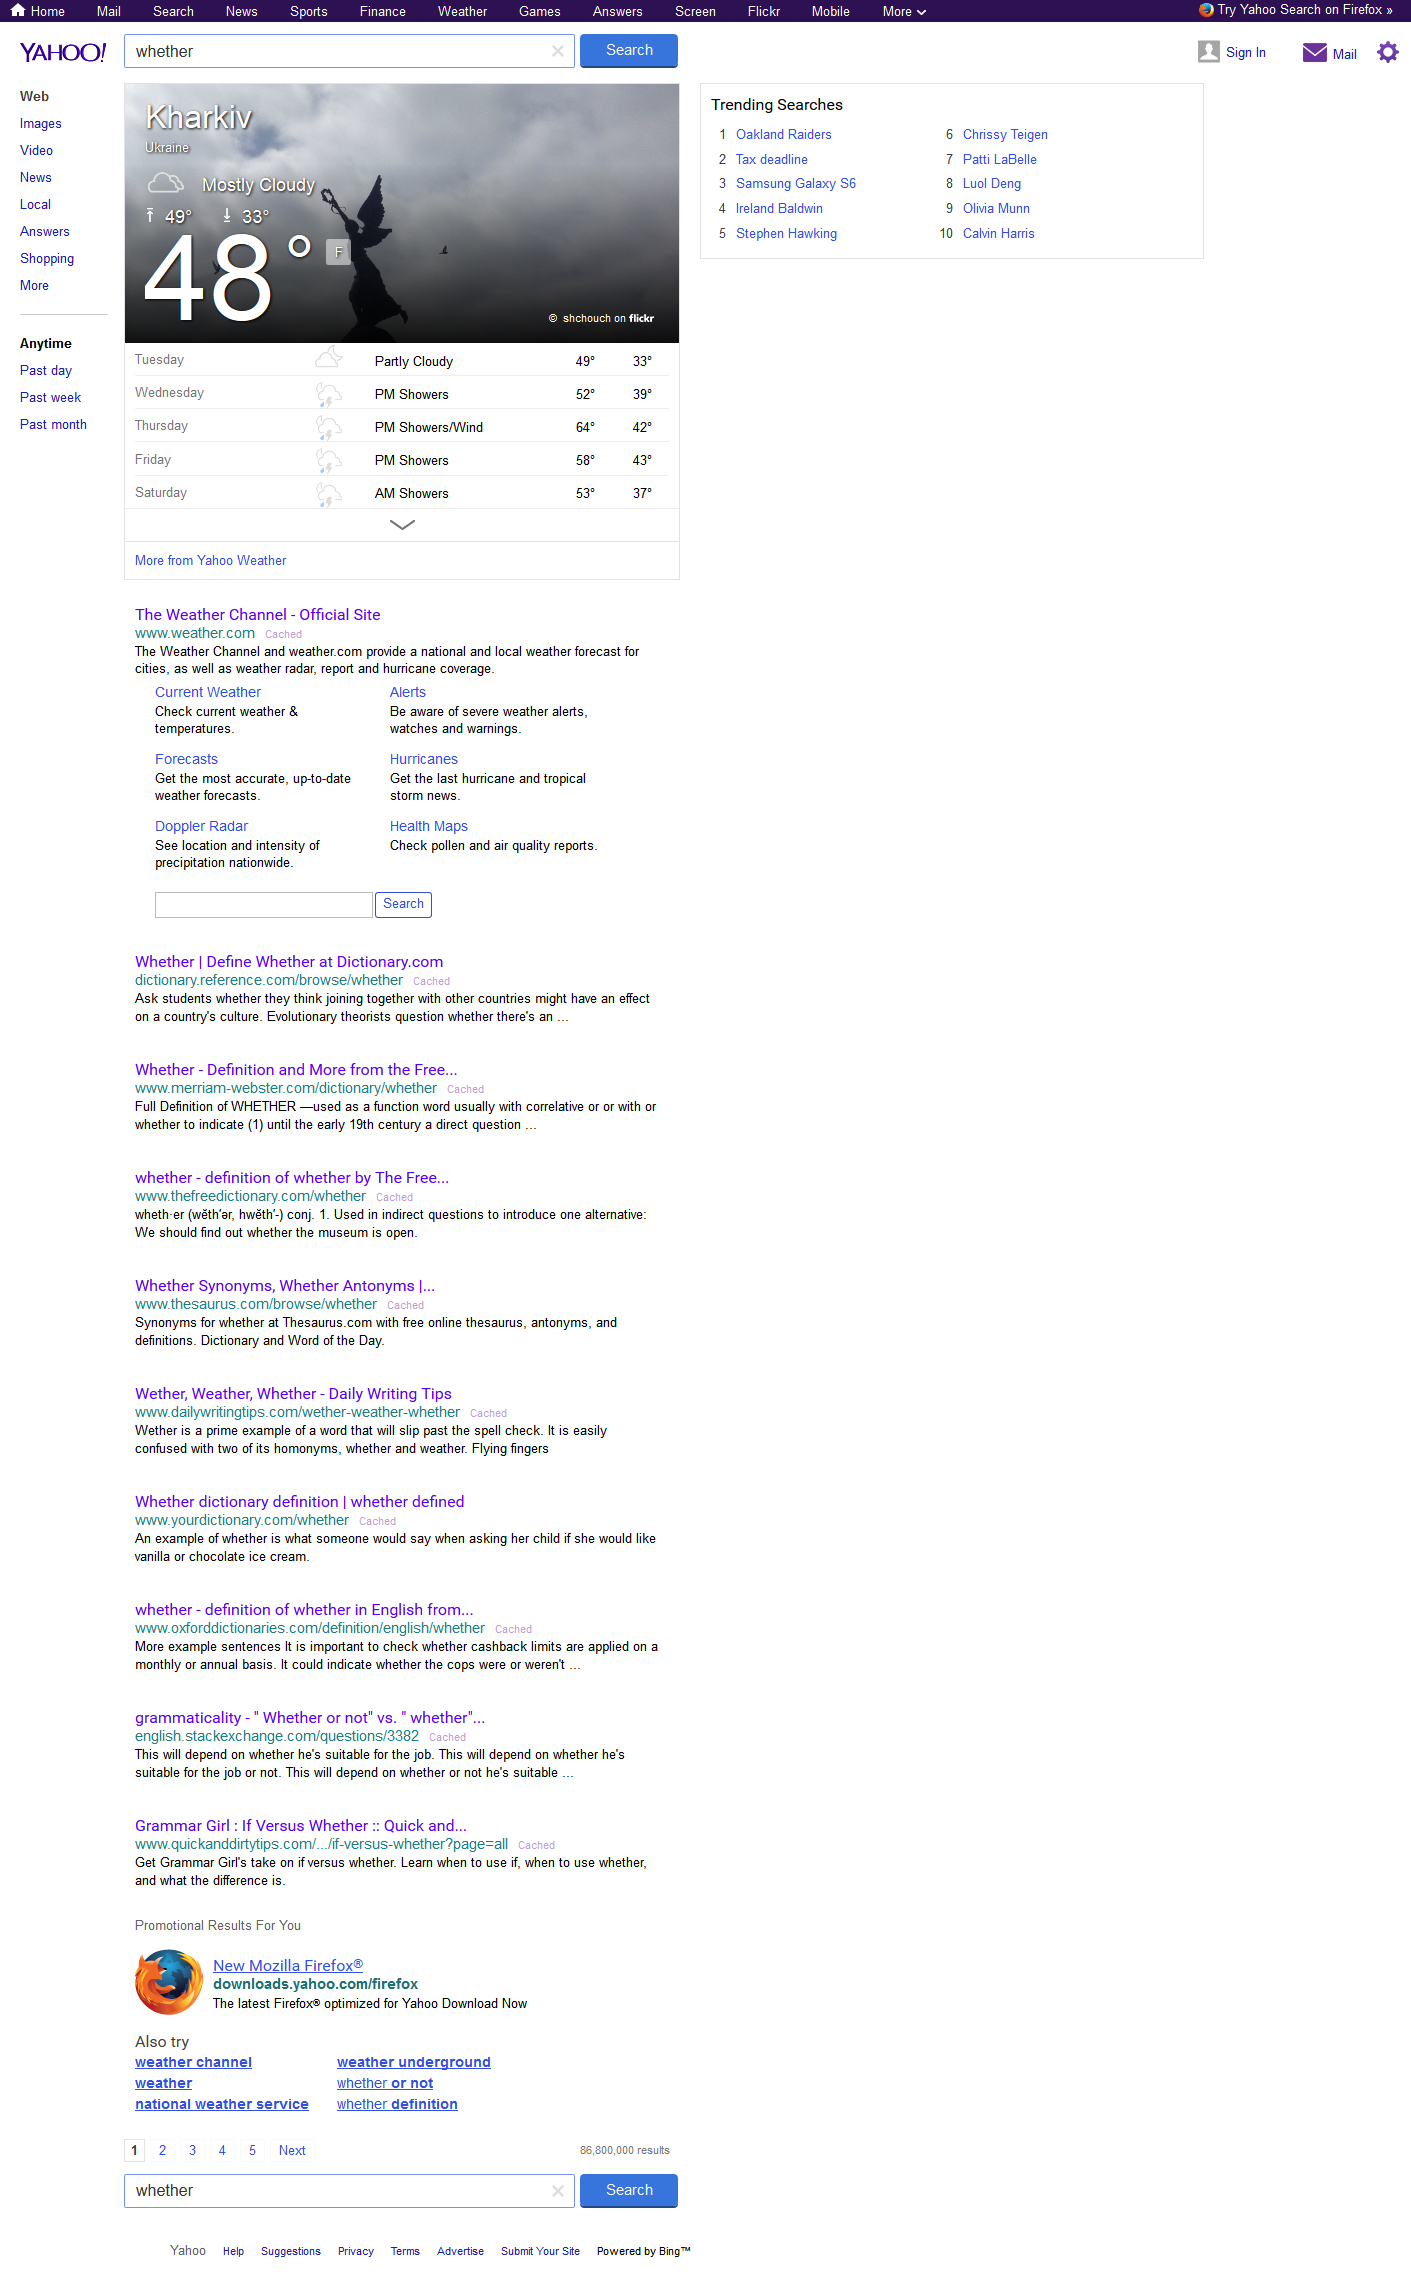 Home Mail Search News Sports Finance Weather Games Answers Screen Flickr Mobile More Try Yahoo Search on Firefox »
YAHOO! whether Search Sign In Mail
Web
Images
Video
News
Local
Answers
Shopping
More
Anytime
Past day
Past week
Past month
Kharkiv
Ukraine
Mostly Cloudy
49° 33°
48° F
© shchouch on flickr
Tuesday Partly Cloudy 49° 33°
Wednesday PM Showers 52° 39°
Thursday PM Showers/Wind 64° 42°
Friday PM Showers 58° 43°
Saturday AM Showers 53° 37°
More from Yahoo Weather
Trending Searches
1 Oakland Raiders
2 Tax deadline
3 Samsung Galaxy S6
4 Ireland Baldwin
5 Stephen Hawking
6 Chrissy Teigen
7 Patti LaBelle
8 Luol Deng
9 Olivia Munn
10 Calvin Harris
The Weather Channel - Official Site
www.weather.com Cached
The Weather Channel and weather.com provide a national and local weather forecast for
cities, as well as weather radar, report and hurricane coverage.
Current Weather
Check current weather &
temperatures.
Alerts
Be aware of severe weather alerts,
watches and warnings.
Forecasts
Get the most accurate, up-to-date
weather forecasts.
Hurricanes
Get the last hurricane and tropical
storm news.
Doppler Radar
See location and intensity of
precipitation nationwide.
Health Maps
Check pollen and air quality reports.
Search
Whether | Define Whether at Dictionary.com
dictionary.reference.com/browse/whether Cached
Ask students whether they think joining together with other countries might have an effect
on a country's culture. Evolutionary theorists question whether there's an ...
Whether - Definition and More from the Free...
www.merriam-webster.com/dictionary/whether Cached
Full Definition of WHETHER —used as a function word usually with correlative or or with or
whether to indicate (1) until the early 19th century a direct question ...
whether - definition of whether by The Free...
www.thefreedictionary.com/whether Cached
wheth·er (wĕth′ər, hwĕth′-) conj. 1. Used in indirect questions to introduce one alternative:
We should find out whether the museum is open.
Whether Synonyms, Whether Antonyms |...
www.thesaurus.com/browse/whether Cached
Synonyms for whether at Thesaurus.com with free online thesaurus, antonyms, and
definitions. Dictionary and Word of the Day.
Wether, Weather, Whether - Daily Writing Tips
www.dailywritingtips.com/wether-weather-whether Cached
Wether is a prime example of a word that will slip past the spell check. It is easily
confused with two of its homonyms, whether and weather. Flying fingers
Whether dictionary definition | whether defined
www.yourdictionary.com/whether Cached
An example of whether is what someone would say when asking her child if she would like
vanilla or chocolate ice cream.
whether - definition of whether in English from...
www.oxforddictionaries.com/definition/english/whether Cached
More example sentences It is important to check whether cashback limits are applied on a
monthly or annual basis. It could indicate whether the cops were or weren't ...
grammaticality - " Whether or not" vs. " whether"...
english.stackexchange.com/questions/3382 Cached
This will depend on whether he's suitable for the job. This will depend on whether he's
suitable for the job or not. This will depend on whether or not he's suitable ...
Grammar Girl : If Versus Whether :: Quick and...
www.quickanddirtytips.com/.../if-versus-whether?page=all Cached
Get Grammar Girl's take on if versus whether. Learn when to use if, when to use whether,
and what the difference is.
Promotional Results For You
New Mozilla Firefox®
downloads.yahoo.com/firefox
The latest Firefox® optimized for Yahoo Download Now
Also try
weather channel weather underground
weather whether or not
national weather service whether definition
1 2 3 4 5 Next 86,800,000 results
whether Search
Yahoo Help Suggestions Privacy Terms Advertise Submit Your Site Powered by Bing™